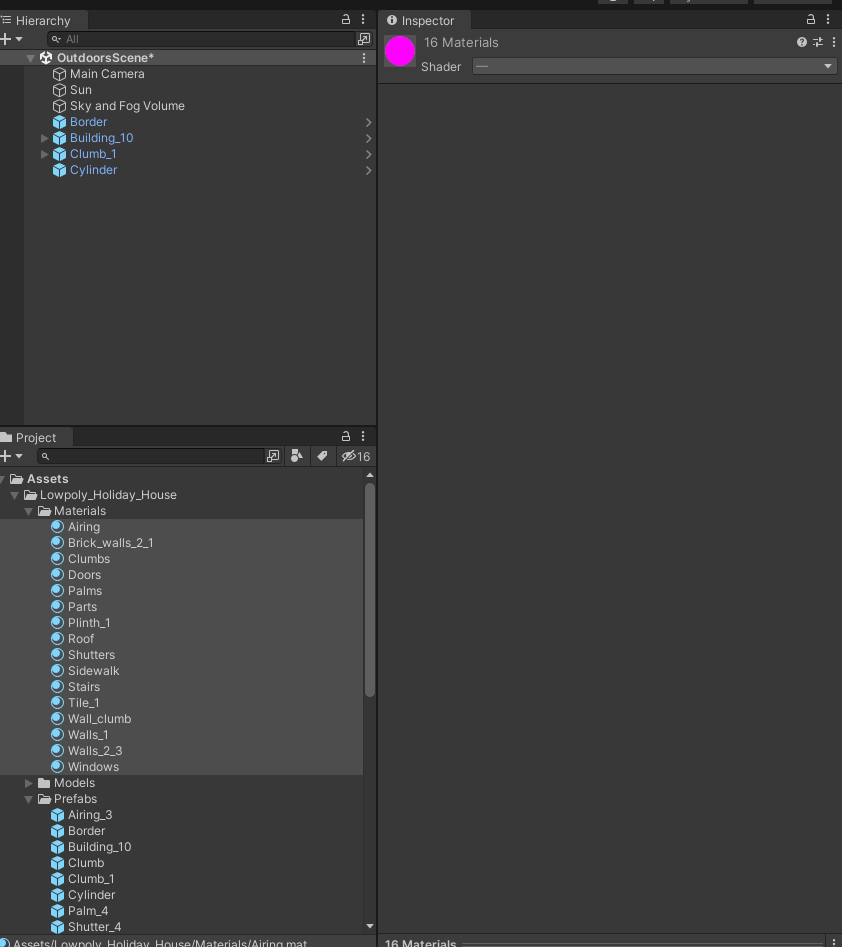 Hierarchy
All
OutdoorsScene*
Main Camera
Sun
Sky and Fog Volume
Border
Building_10
Clumb_1
Cylinder
Project
16
Assets
Lowpoly_Holiday_House
Materials
Airing
Brick_walls_2_1
Clumbs
Doors
Palms
Parts
Plinth_1
Roof
Shutters
Sidewalk
Stairs
Tile_1
Wall_clumb
Walls_1
Walls_2_3
Windows
Models
Prefabs
Airing_3
Border
Building_10
Clumb
Clumb_1
Cylinder
Palm_4
Shutter_4
Assets/Lowpoly_Holiday_House/Materials/Airing.mat
Inspector
16 Materials
Shader —
16 Materials